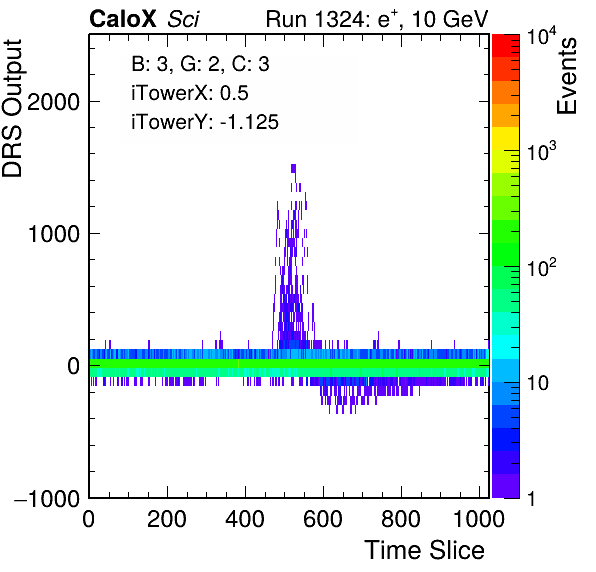 CaloX Sci Run 1324: e⁺, 10 GeV
B: 3, G: 2, C: 3
iTowerX: 0.5
iTowerY: -1.125
DRS Output
2000
1000
0
−1000
0 200 400 600 800 1000
Time Slice
Events
10⁴
10³
10²
10
1